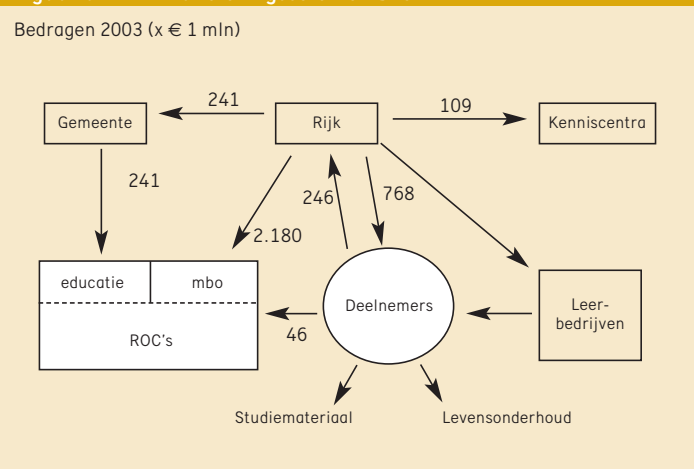 Bedragen 2003 (x € 1 mln)
241
109
Gemeente
Rijk
Kenniscentra
241
246
768
2.180
educatie
mbo
Deelnemers
Leer-
bedrijven
ROC's
46
Studiemateriaal
Levensonderhoud